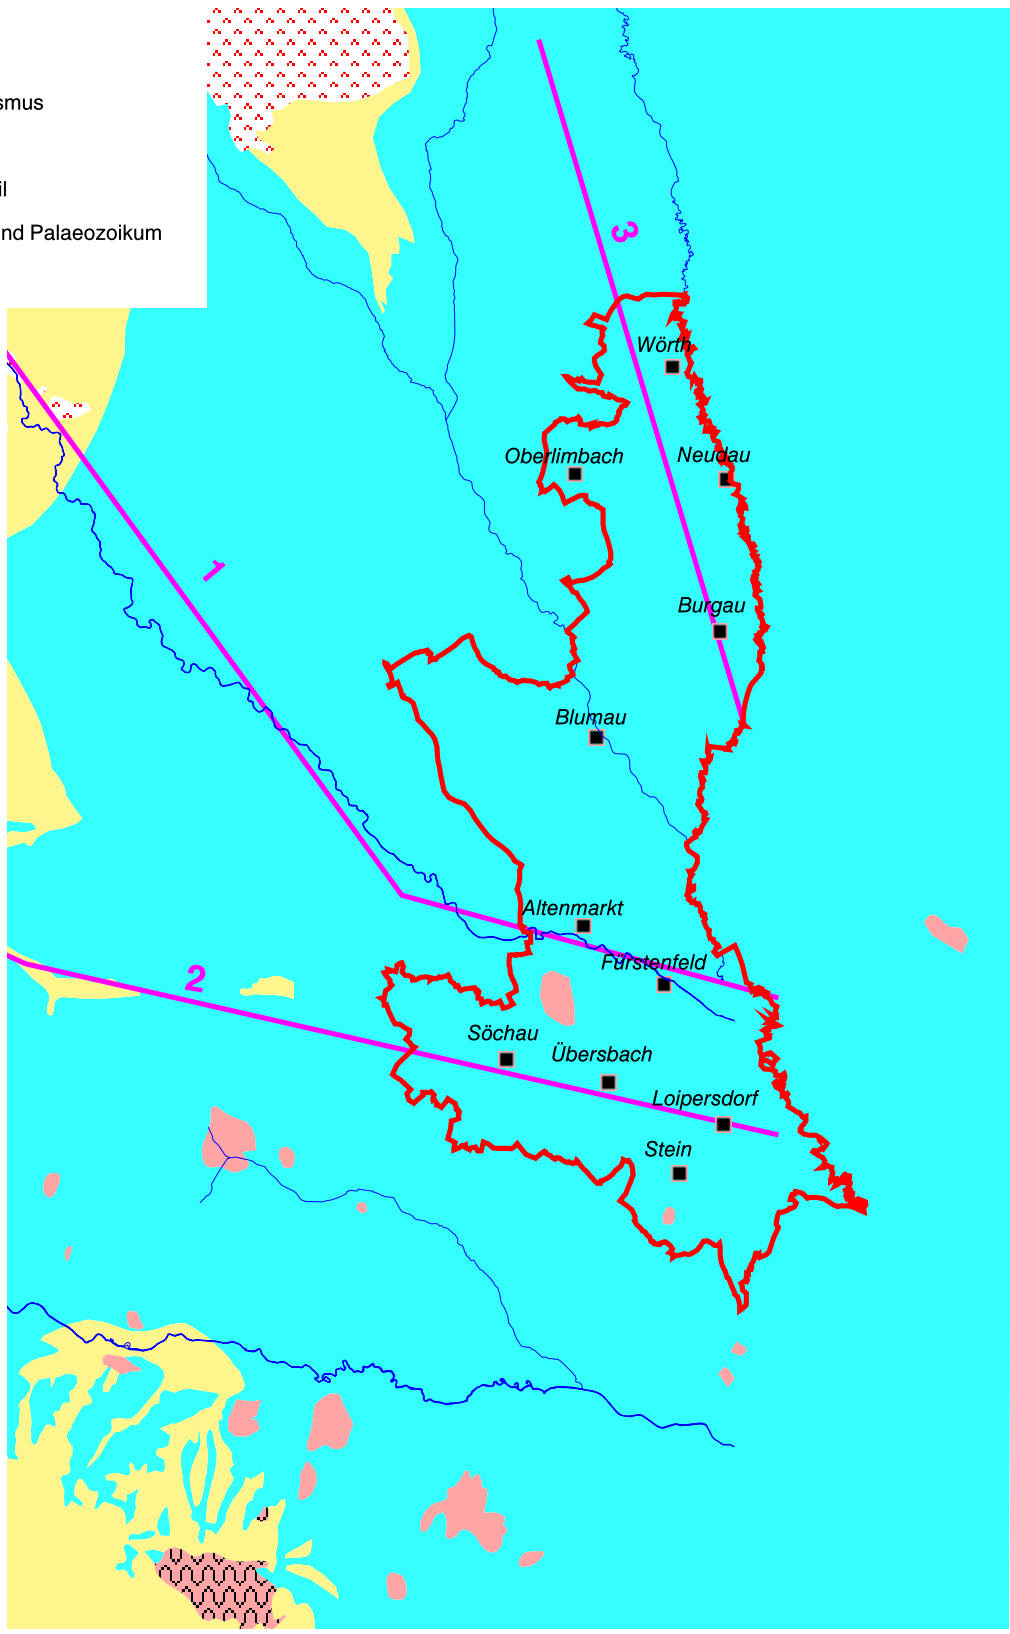 smus
il
nd Palaeozoikum
3
Wörth
Oberlimbach
Neudau
1
Burgau
Blumau
Altenmarkt
Fürstenfeld
2
Söchau
Übersbach
Loipersdorf
Stein